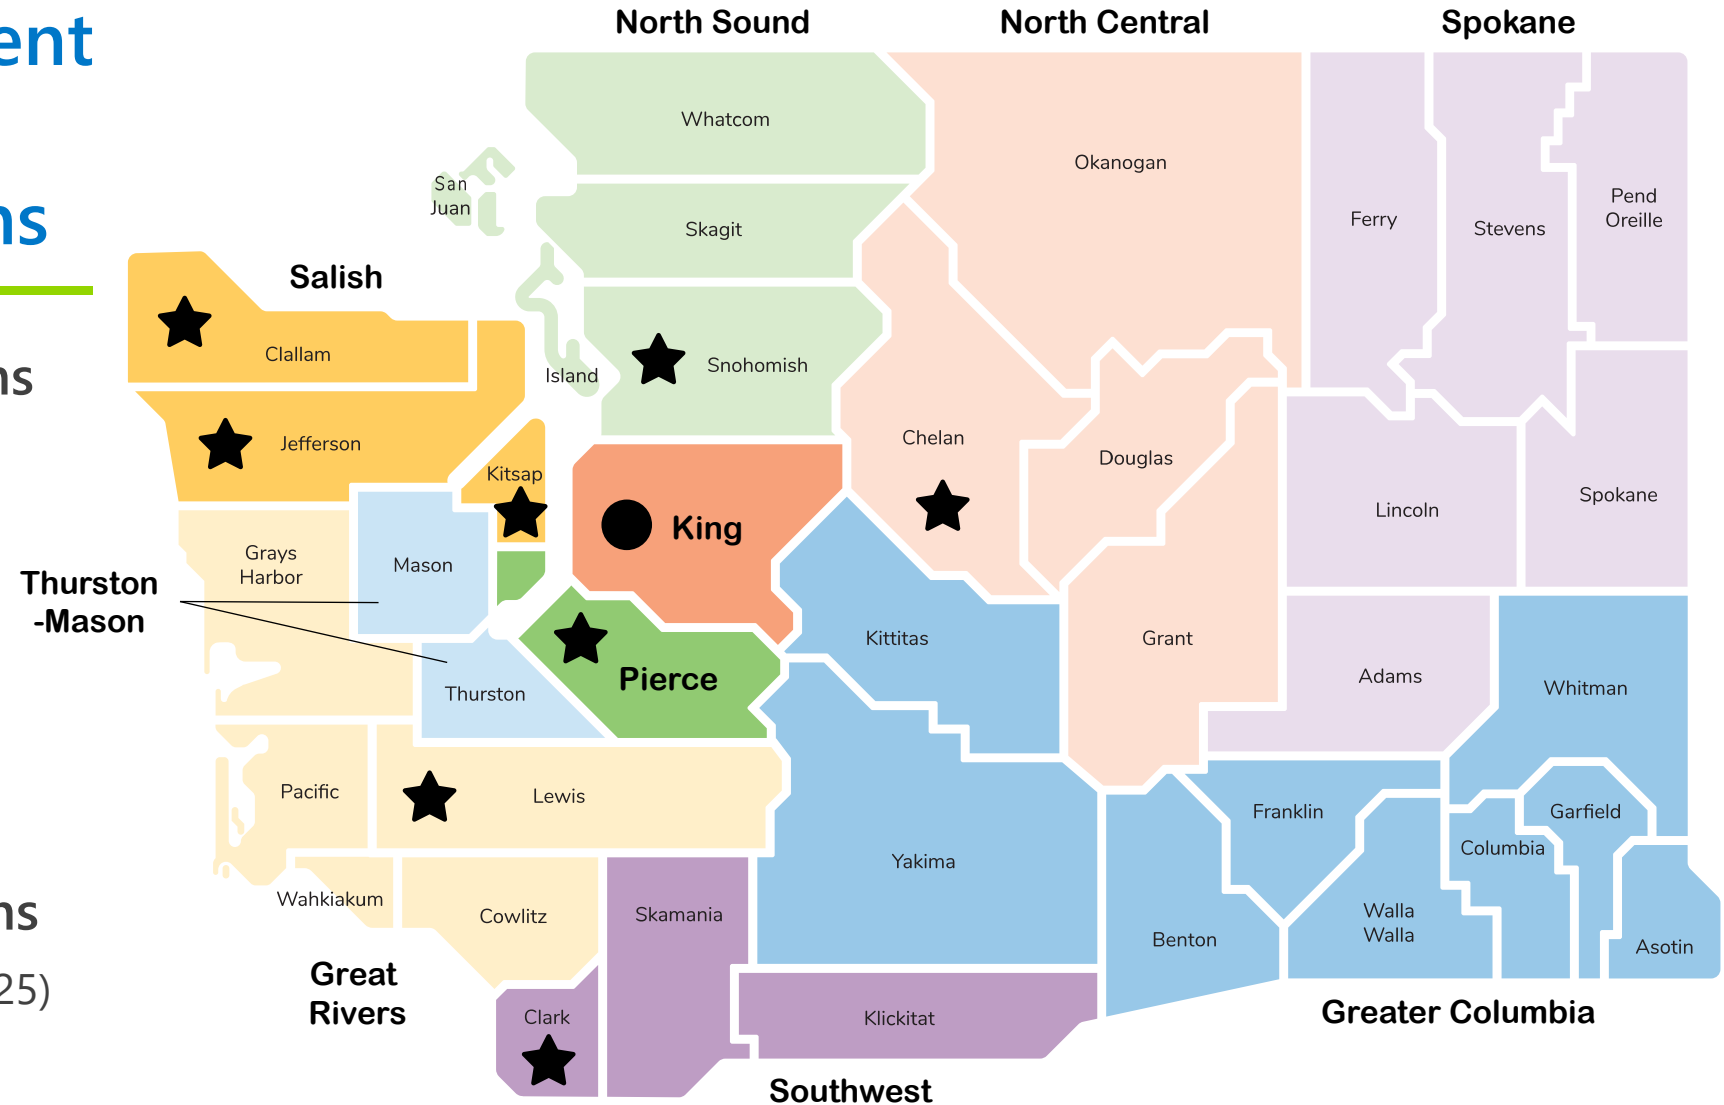 ent
ns
ns
ns
25)
North Sound
North Central
Spokane
Whatcom
Okanogan
San
Juan
Skagit
Ferry
Stevens
Pend
Oreille
Salish
Clallam
Island
Snohomish
Jefferson
Kitsap
Chelan
Douglas
Lincoln
Spokane
King
Grays
Harbor
Mason
Thurston
-Mason
Kittitas
Grant
Adams
Whitman
Pierce
Thurston
Pacific
Lewis
Franklin
Garfield
Columbia
Yakima
Wahkiakum
Cowlitz
Skamania
Walla
Walla
Benton
Asotin
Great
Rivers
Clark
Klickitat
Greater Columbia
Southwest